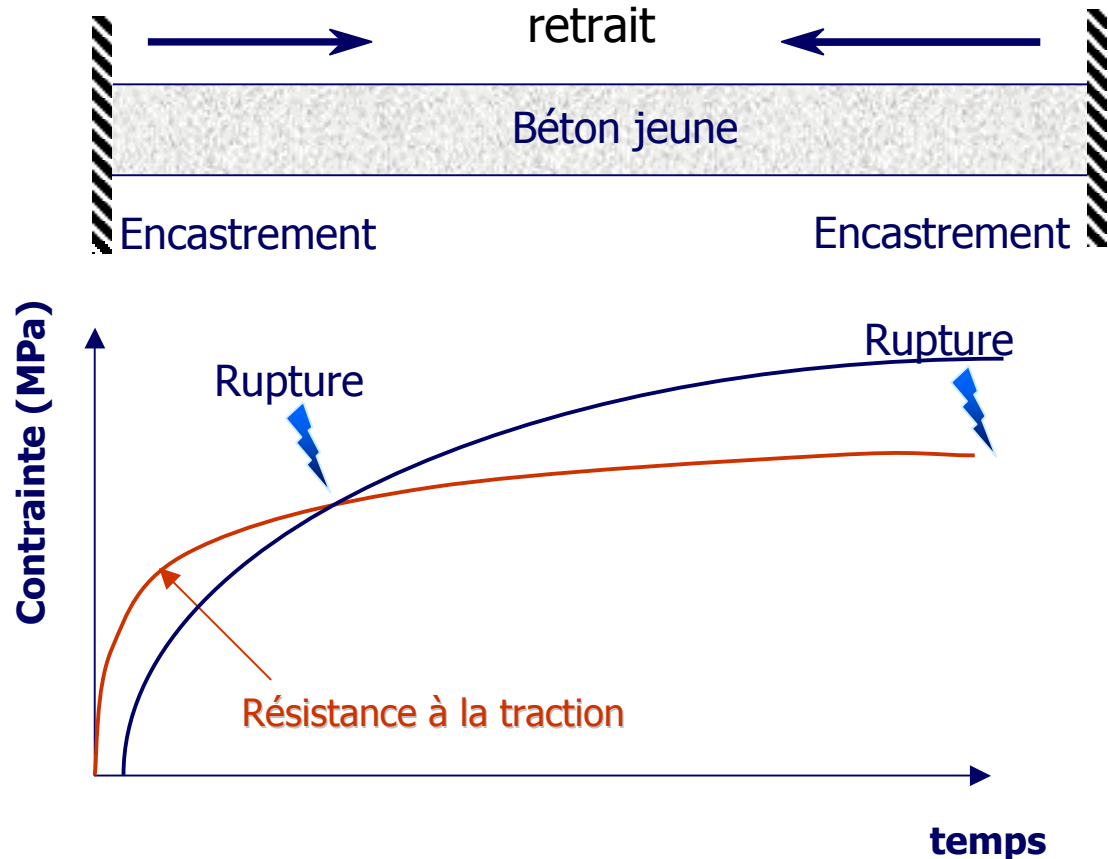 retrait
Béton jeune
Encastrement
Encastrement
Contrainte (MPa)
Rupture
Rupture
Résistance à la traction
temps